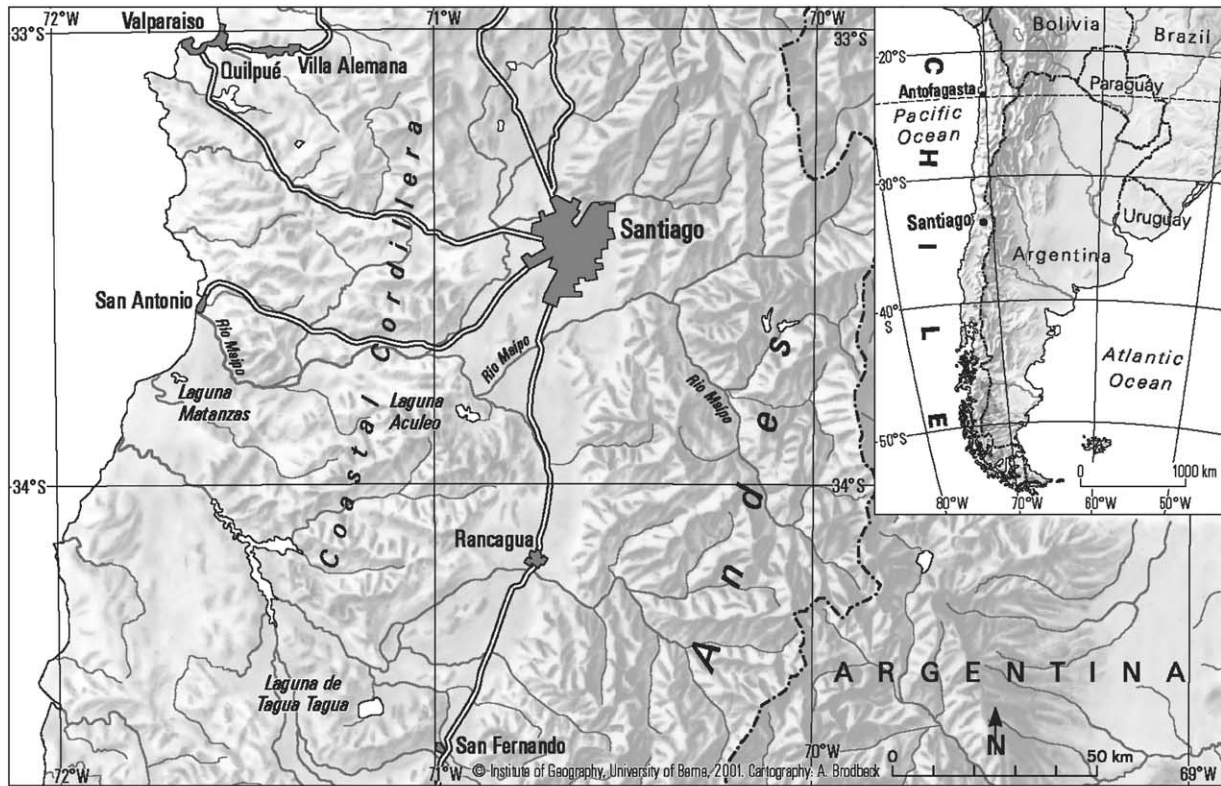 72°W
71°W
70°W
33°S
33°S
Valparaiso
Quilpué
Villa Alemana
Santiago
San Antonio
Rio Maipo
Rio Maipo
Rio Maipo
Laguna
Matanzas
Laguna
Aculeo
Coastal Cordillera
Andes
34°S
34°S
Rancagua
Laguna de
Tagua Tagua
San Fernando
ARGENTINA
N
0 50 km
72°W
71°W
70°W
69°W
© Institute of Geography, University of Berne, 2001. Cartography: A. Brodbeck
Bolivia
Brazil
20°S
CHILE
Antofagasta
Paraguay
Pacific
Ocean
30°S
Santiago
Uruguay
Argentina
40°
S
Atlantic
Ocean
50°S
0 1000 km
80°W
70°W
60°W
50°W